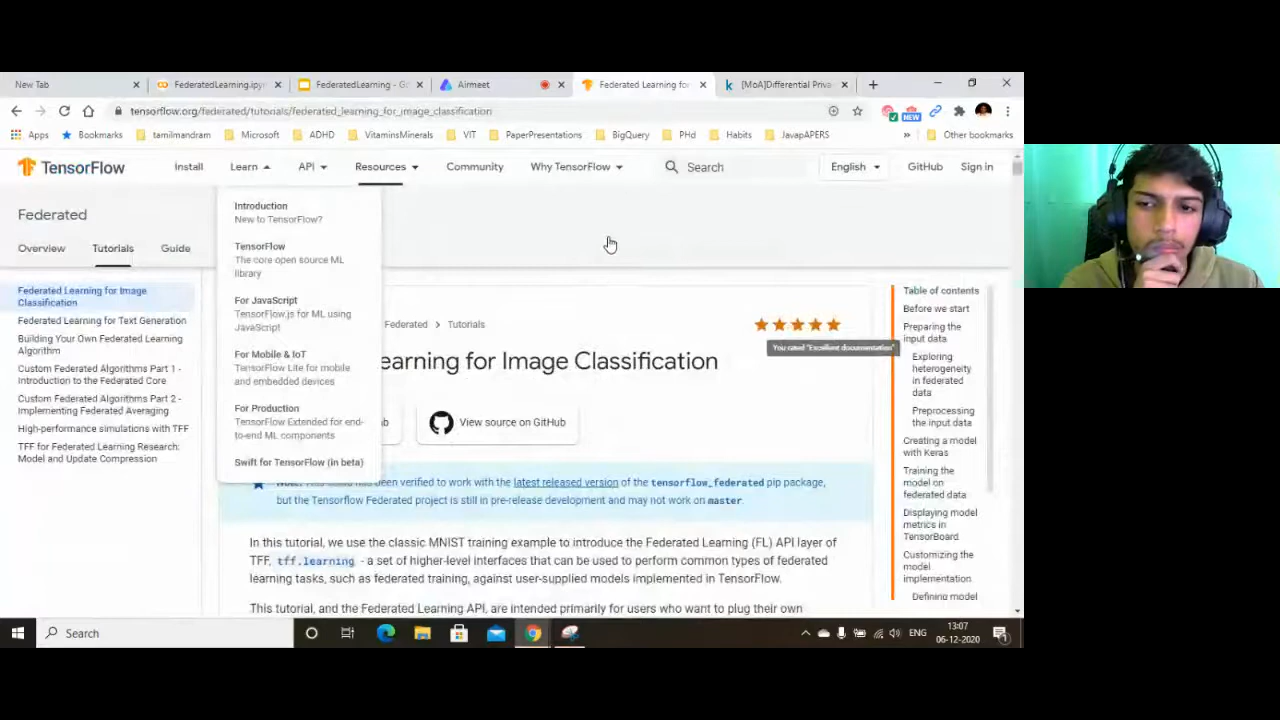 New Tab
FederatedLearning.ipyn
FederatedLearning - G
Airmeet
Federated Learning for
[MoA]Differential Priva
tensorflow.org/federated/tutorials/federated_learning_for_image_classification
NEW
Apps
Bookmarks
tamilmandram
Microsoft
ADHD
VitaminsMinerals
VIT
PaperPresentations
BigQuery
PHd
Habits
JavapAPERS
»
Other bookmarks
TensorFlow
Install
Learn
API
Resources
Community
Why TensorFlow
Search
English
GitHub
Sign in
Federated
Overview
Tutorials
Guide
Federated Learning for Image
Classification
Federated Learning for Text Generation
Building Your Own Federated Learning
Algorithm
Custom Federated Algorithms Part 1 -
Introduction to the Federated Core
Custom Federated Algorithms Part 2 -
Implementing Federated Averaging
High-performance simulations with TFF
TFF for Federated Learning Research:
Model and Update Compression
Introduction
New to TensorFlow?
TensorFlow
The core open source ML
library
For JavaScript
TensorFlow.js for ML using
JavaScript
For Mobile & IoT
TensorFlow Lite for mobile
and embedded devices
For Production
TensorFlow Extended for end-
to-end ML components
Swift for TensorFlow (in beta)
Federated > Tutorials
You rated "Excellent documentation"
earning for Image Classification
View source on GitHub
been verified to work with the latest released version of the tensorflow_federated pip package,
but the Tensorflow Federated project is still in pre-release development and may not work on master.
In this tutorial, we use the classic MNIST training example to introduce the Federated Learning (FL) API layer of
TFF, tff.learning - a set of higher-level interfaces that can be used to perform common types of federated
learning tasks, such as federated training, against user-supplied models implemented in TensorFlow.
This tutorial, and the Federated Learning API, are intended primarily for users who want to plug their own
Table of contents
Before we start
Preparing the
input data
Exploring
heterogeneity in
federated
data
Preprocessing
the input data
Creating a model
with Keras
Training the
model on
federated data
Displaying model
metrics in
TensorBoard
Customizing the
model
implementation
Defining model
Search
ENG
13:07
06-12-2020